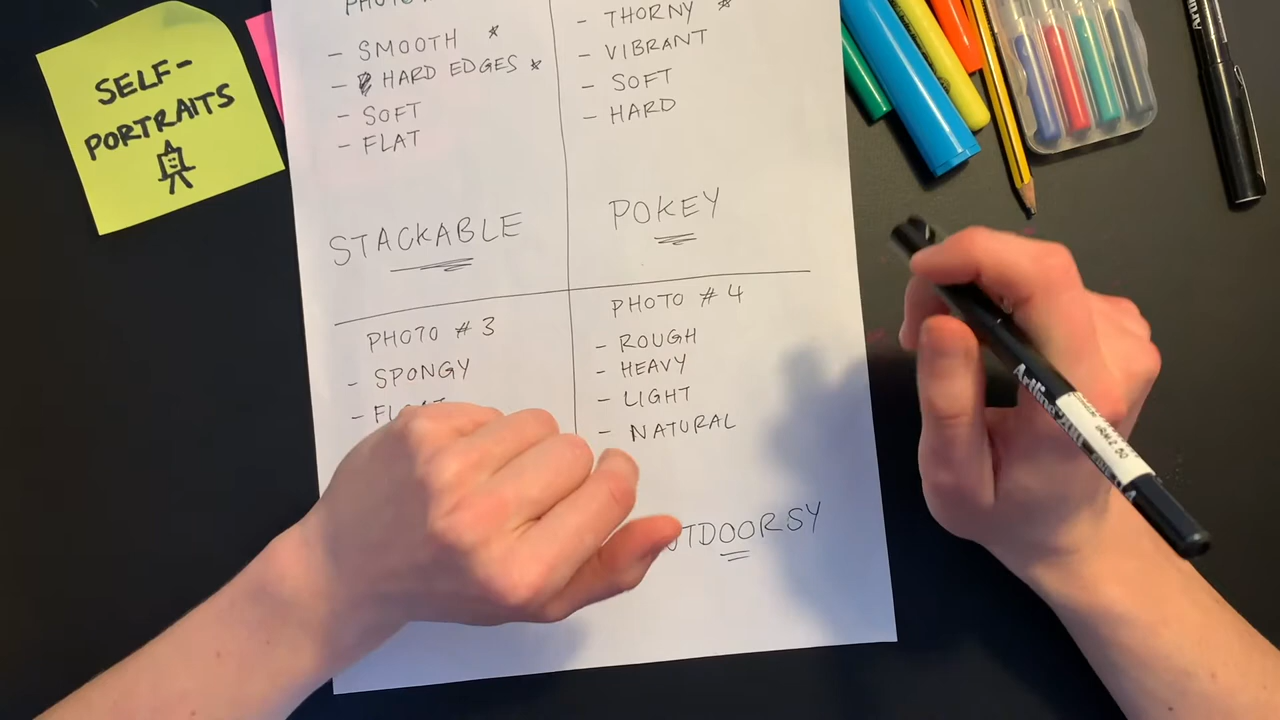 SELF-
PORTRAITS
- SMOOTH *
- HARD EDGES *
- SOFT
- FLAT
STACKABLE
- THORNY *
- VIBRANT
- SOFT
- HARD
POKEY
PHOTO # 3
- SPONGY
PHOTO # 4
- ROUGH
- HEAVY
- LIGHT
- NATURAL
Artline